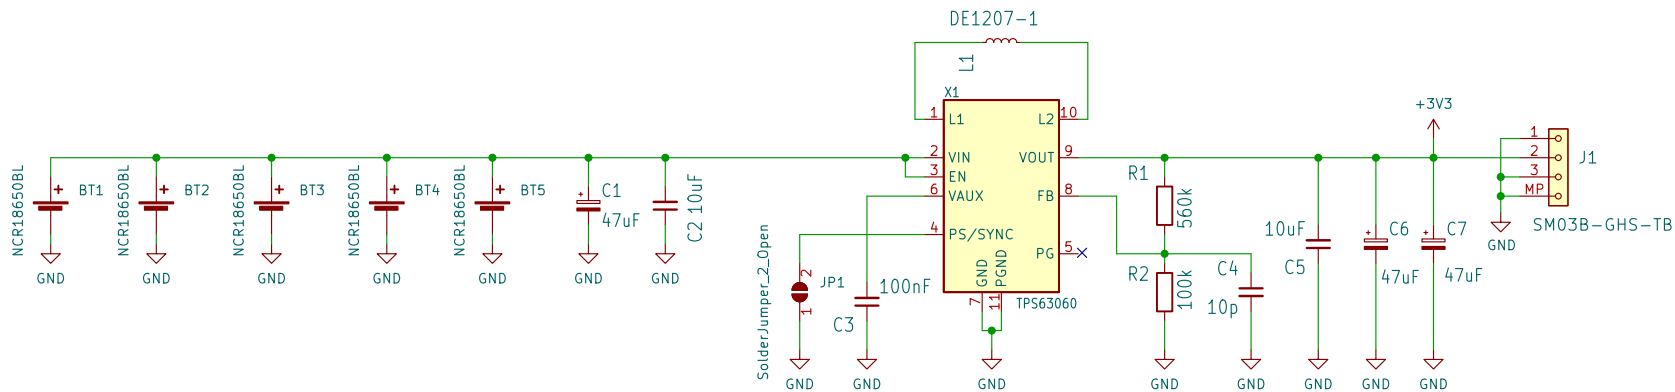 DE1207-1
L1
X1
1 L1
L2 10
2 VIN
VOUT 9
3 EN
6 VAUX
FB 8
4 PS/SYNC
PG 5
GND
PGND
7
11
TPS63060
NCR18650BL
+
BT1
GND
NCR18650BL
+
BT2
GND
NCR18650BL
+
BT3
GND
NCR18650BL
+
BT4
GND
NCR18650BL
+
BT5
GND
+
C1
47uF
GND
C2 10uF
GND
SolderJumper_2_Open
2
JP1
1
GND
100nF
C3
GND
GND
R1
560k
R2
100k
GND
C4
10p
GND
10uF
C5
GND
+
C6
47uF
GND
+3V3
+
C7
47uF
GND
1
2
3
MP
J1
GND
SM03B-GHS-TB